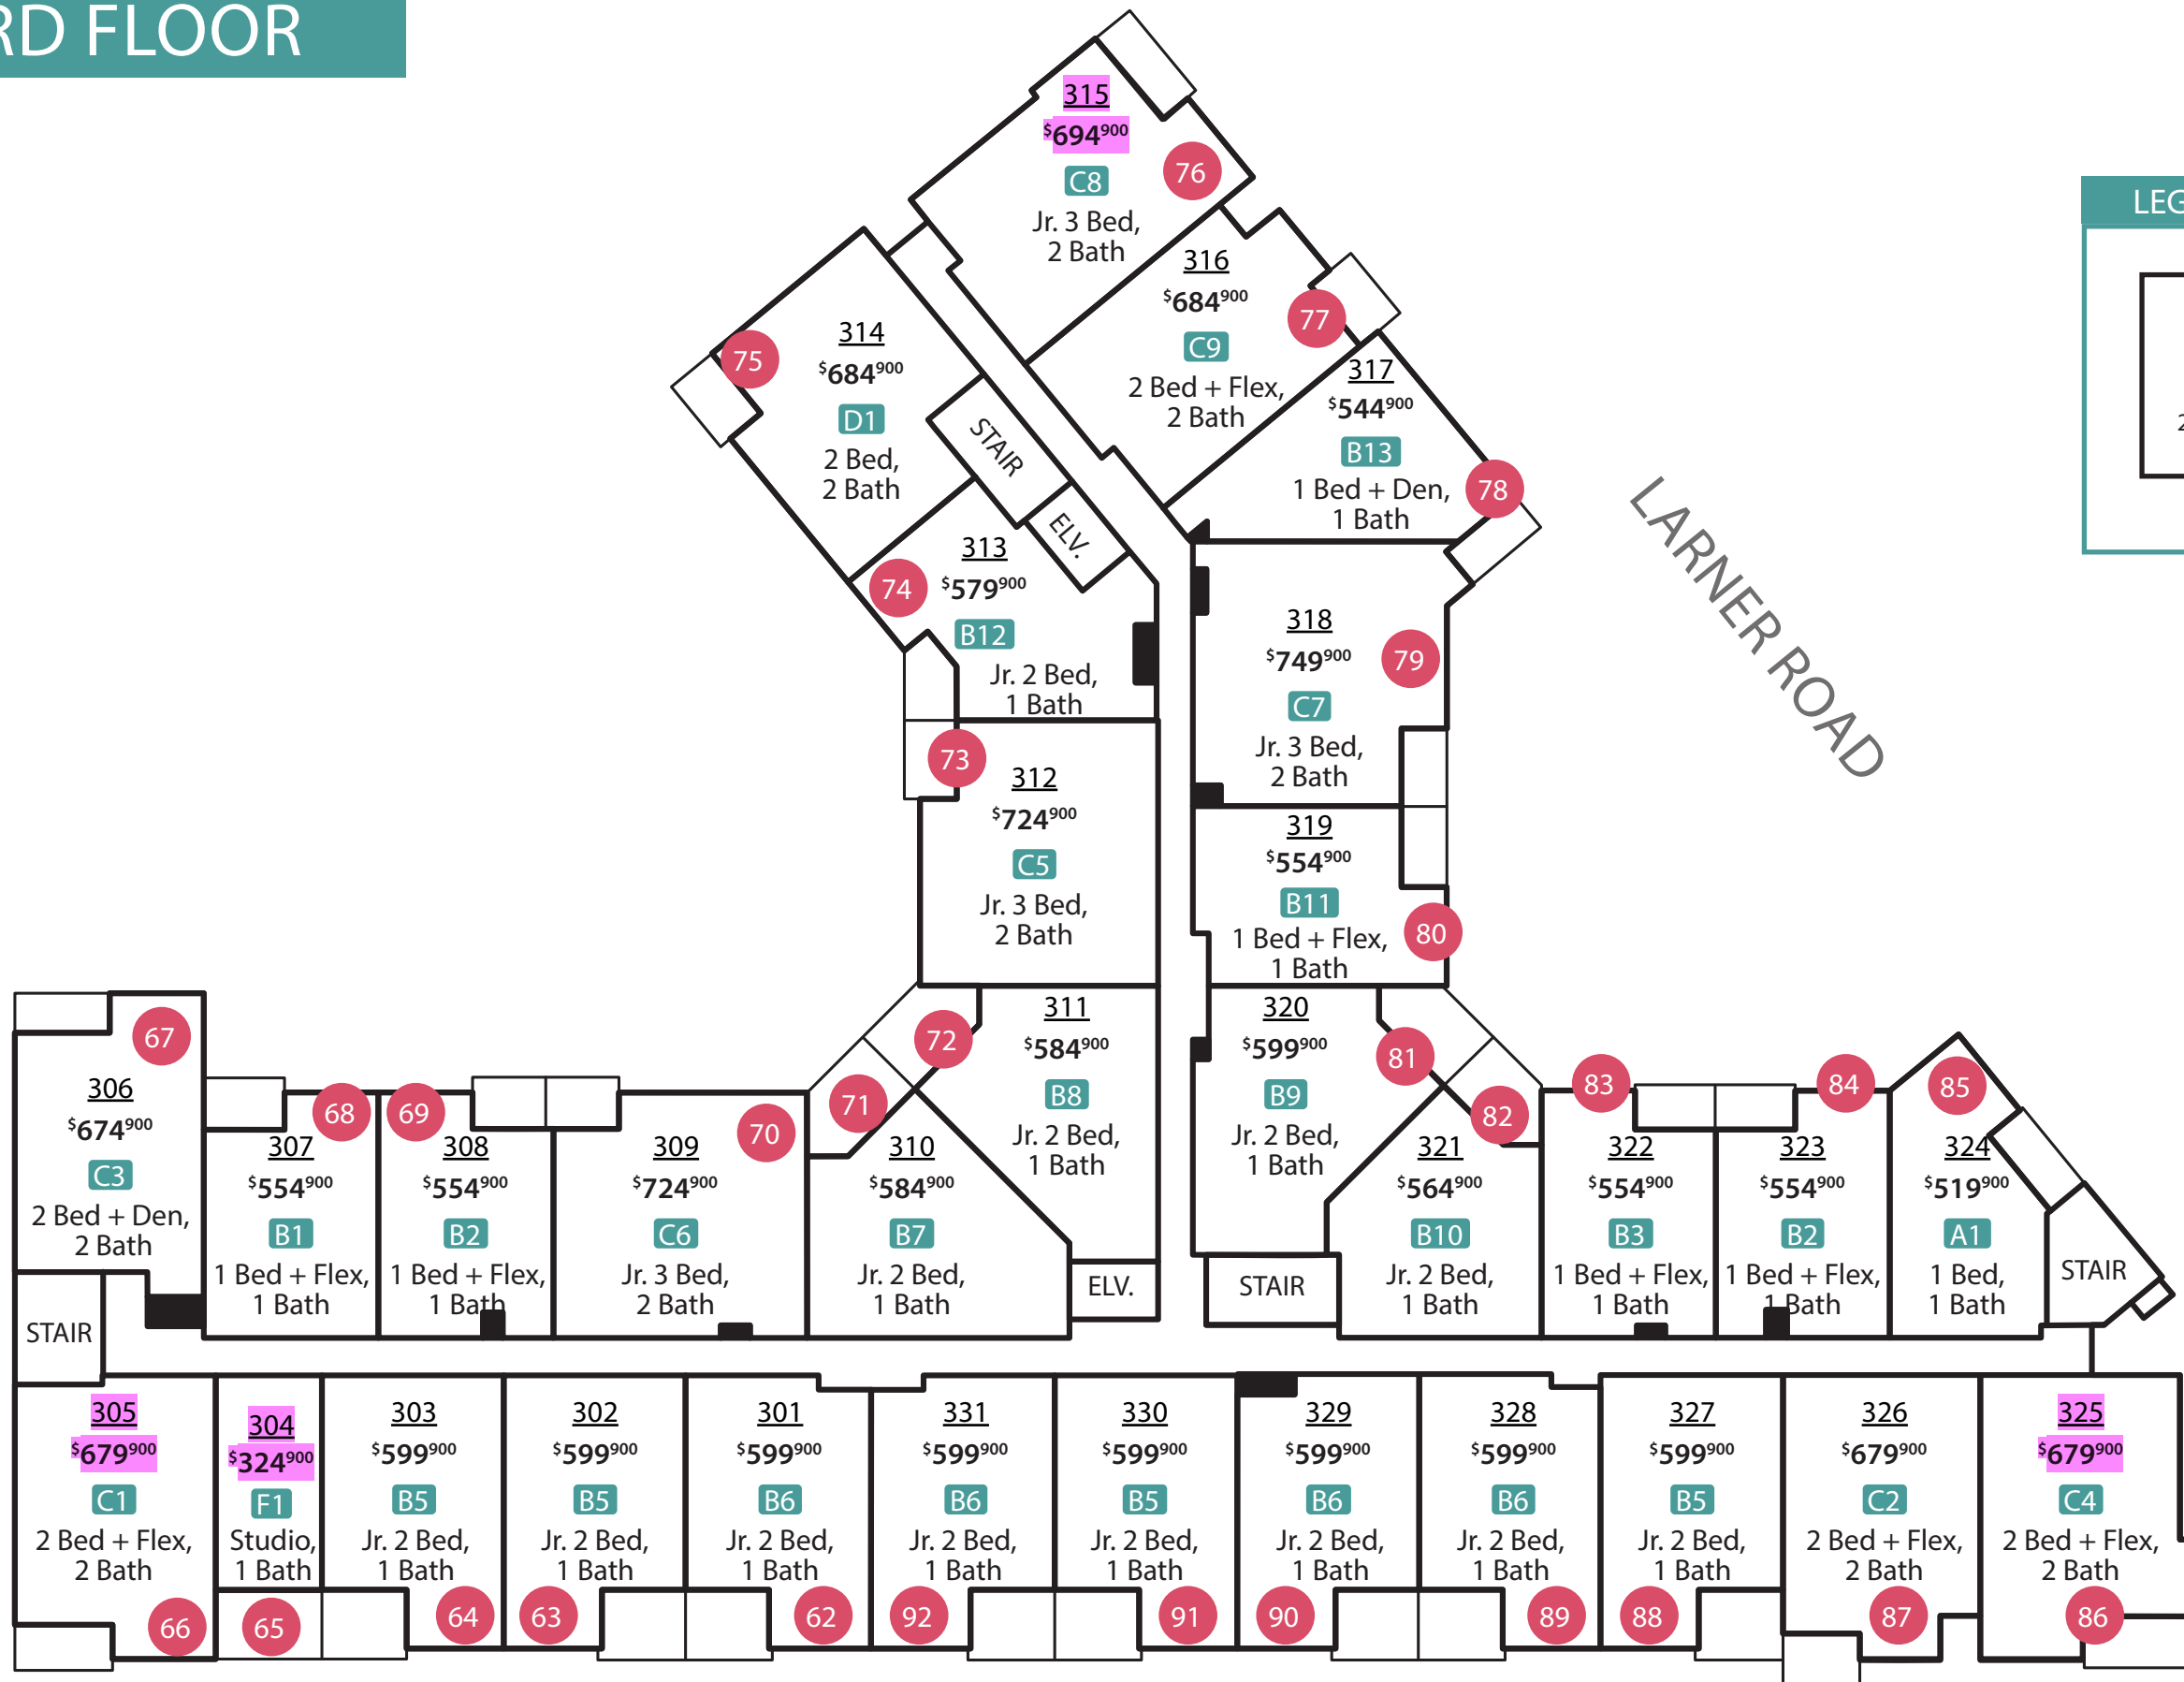 RD FLOOR
315
$694900
C8
76
Jr. 3 Bed,
2 Bath
LEG
316
$684900
C9
77
2 Bed + Flex,
2 Bath
75
314
$684900
D1
2 Bed,
2 Bath
STAIR
ELV.
317
$544900
B13
1 Bed + Den,
1 Bath
78
LARNER ROAD
74
313
$579900
B12
Jr. 2 Bed,
1 Bath
318
$749900
79
C7
Jr. 3 Bed,
2 Bath
73
312
$724900
C5
Jr. 3 Bed,
2 Bath
319
$554900
B11
1 Bed + Flex,
1 Bath
80
67
306
$674900
C3
2 Bed + Den,
2 Bath
STAIR
68
307
$554900
B1
1 Bed + Flex,
1 Bath
69
308
$554900
B2
1 Bed + Flex,
1 Bath
70
309
$724900
C6
Jr. 3 Bed,
2 Bath
71
310
$584900
B7
Jr. 2 Bed,
1 Bath
72
311
$584900
B8
Jr. 2 Bed,
1 Bath
ELV.
320
$599900
B9
Jr. 2 Bed,
1 Bath
81
STAIR
82
321
$564900
B10
Jr. 2 Bed,
1 Bath
83
322
$554900
B3
1 Bed + Flex,
1 Bath
84
323
$554900
B2
1 Bed + Flex,
1 Bath
85
324
$519900
A1
1 Bed,
1 Bath
STAIR
305
$679900
C1
2 Bed + Flex,
2 Bath
66
304
$324900
F1
Studio,
1 Bath
65
303
$599900
B5
Jr. 2 Bed,
1 Bath
64
302
$599900
B5
Jr. 2 Bed,
1 Bath
63
301
$599900
B6
Jr. 2 Bed,
1 Bath
62
331
$599900
B6
Jr. 2 Bed,
1 Bath
92
330
$599900
B5
Jr. 2 Bed,
1 Bath
91
329
$599900
B6
Jr. 2 Bed,
1 Bath
90
328
$599900
B6
Jr. 2 Bed,
1 Bath
89
327
$599900
B5
Jr. 2 Bed,
1 Bath
88
326
$679900
C2
2 Bed + Flex,
2 Bath
87
325
$679900
C4
2 Bed + Flex,
2 Bath
86